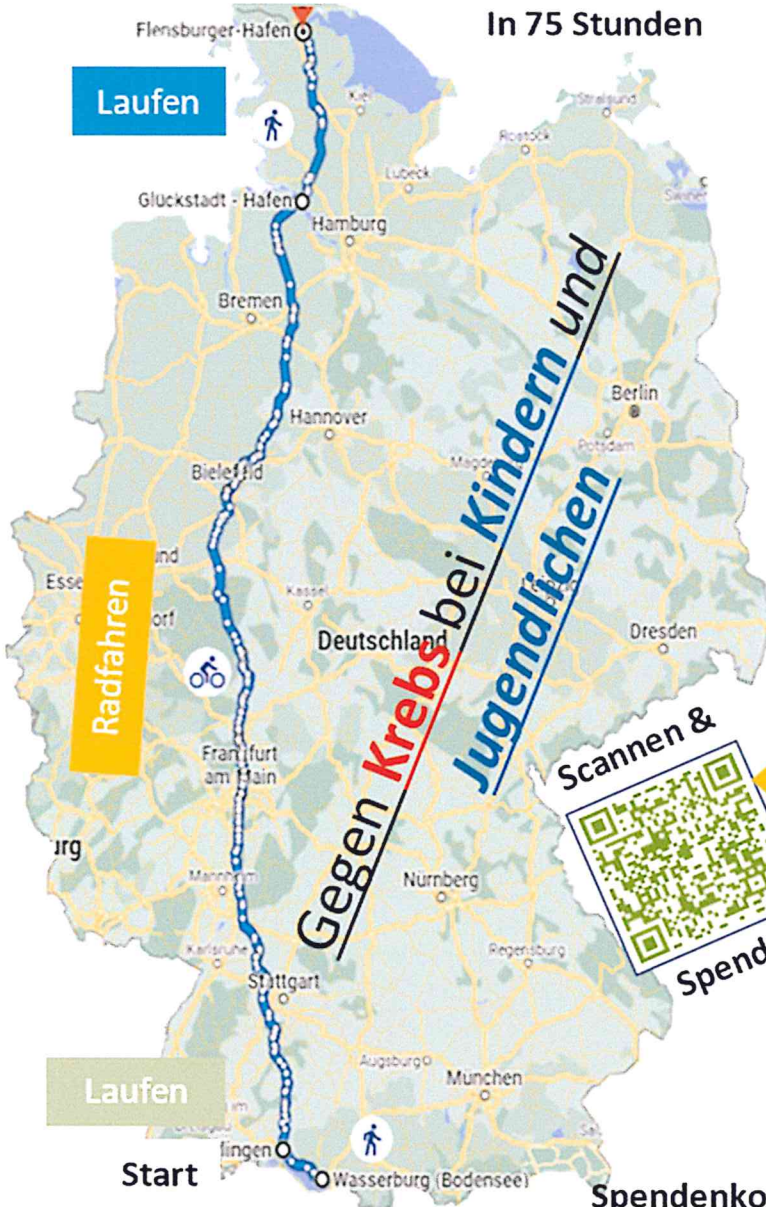 In 75 Stunden
Flensburger-Hafen
Laufen
Kiel
Stralsund
Rostock
Lübeck
Glückstadt - Hafen
Hamburg
Bremen
Berlin
Potsdam
Hannover
Bielefeld
Gegen Krebs bei Kindern und
Jugendlichen
Radfahren
Kassel
Deutschland
Dresden
Frankfurt
am Main
Scannen &
Spend
Mannheim
Nürnberg
Karlsruhe
Regensburg
Stuttgart
Augsburg
München
Laufen
flingen
Start
Wasserburg (Bodensee)
Spendenko